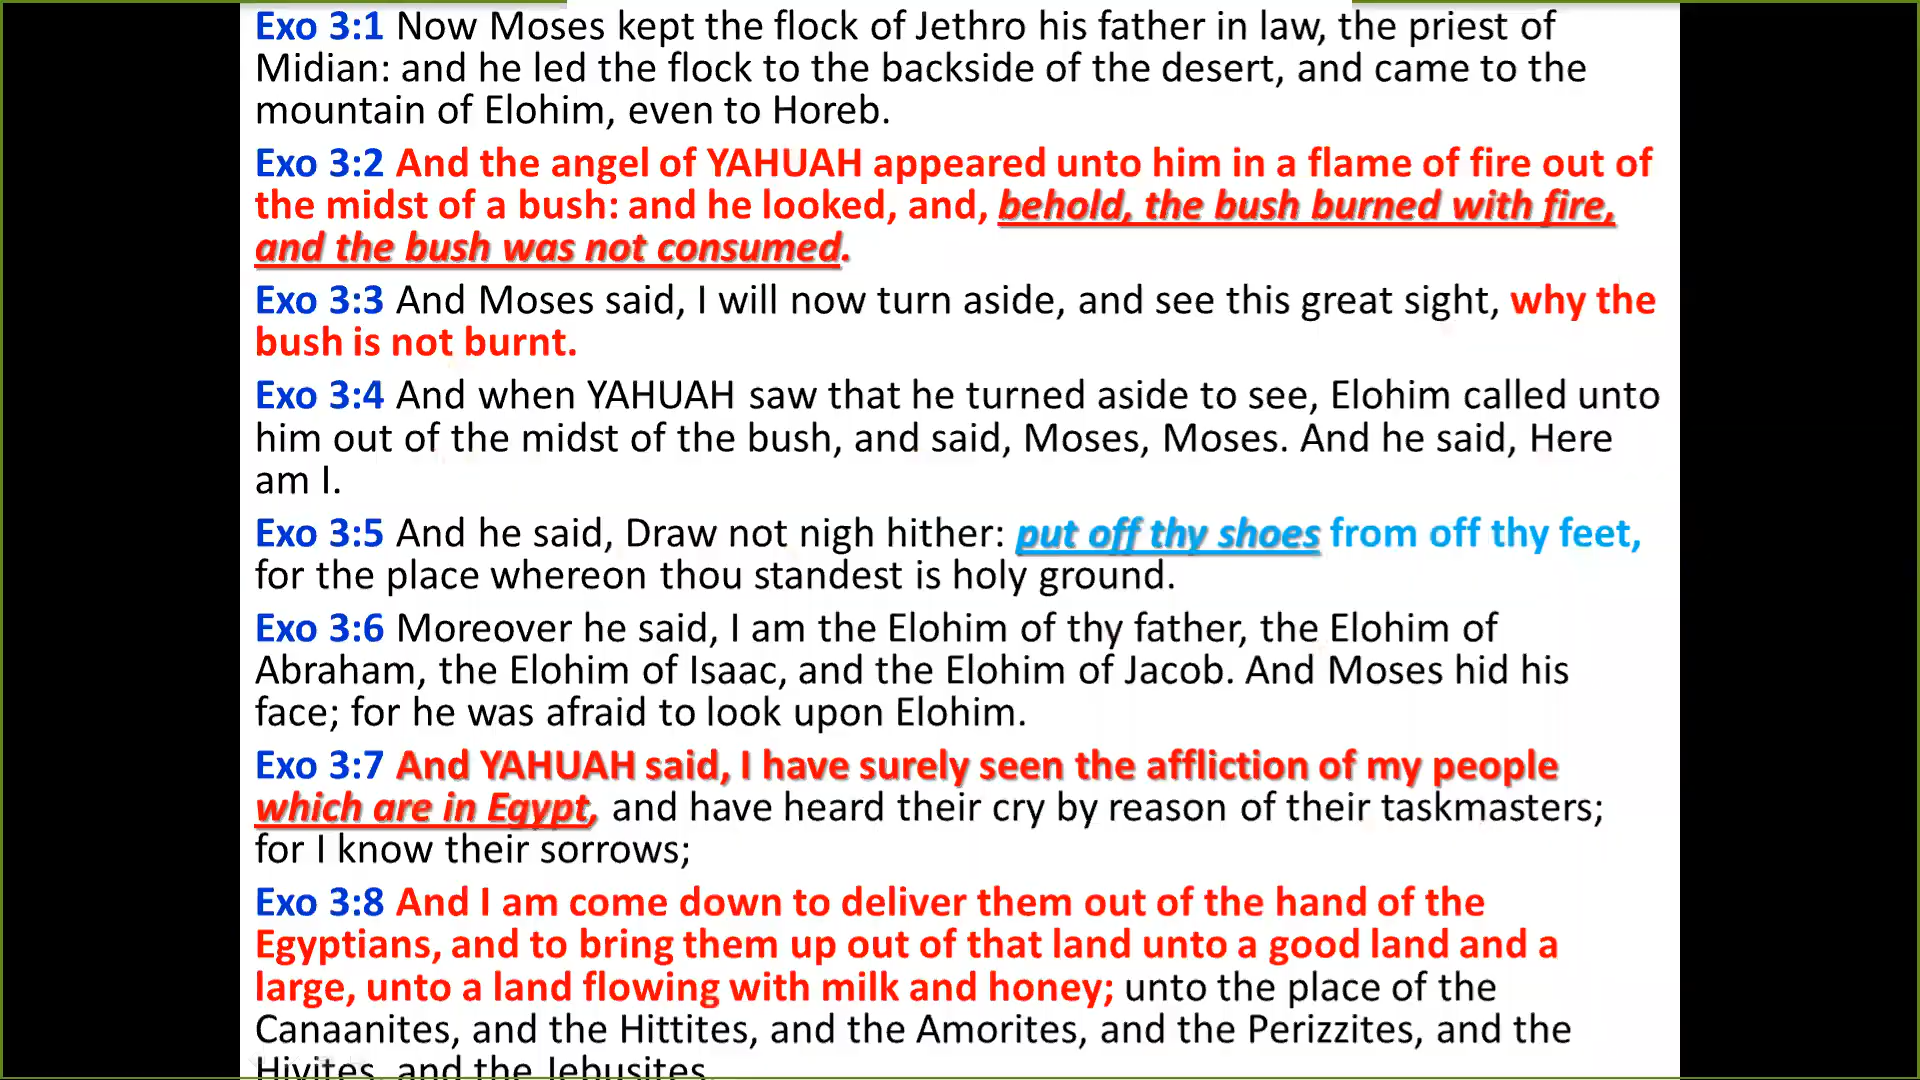 Exo 3:1 Now Moses kept the flock of Jethro his father in law, the priest of
Midian: and he led the flock to the backside of the desert, and came to the
mountain of Elohim, even to Horeb.
Exo 3:2 And the angel of YAHUAH appeared unto him in a flame of fire out of
the midst of a bush: and he looked, and, behold, the bush burned with fire,
and the bush was not consumed.
Exo 3:3 And Moses said, I will now turn aside, and see this great sight, why the
bush is not burnt.
Exo 3:4 And when YAHUAH saw that he turned aside to see, Elohim called unto
him out of the midst of the bush, and said, Moses, Moses. And he said, Here
am I.
Exo 3:5 And he said, Draw not nigh hither: put off thy shoes from off thy feet,
for the place whereon thou standest is holy ground.
Exo 3:6 Moreover he said, I am the Elohim of thy father, the Elohim of
Abraham, the Elohim of Isaac, and the Elohim of Jacob. And Moses hid his
face; for he was afraid to look upon Elohim.
Exo 3:7 And YAHUAH said, I have surely seen the affliction of my people
which are in Egypt, and have heard their cry by reason of their taskmasters;
for I know their sorrows;
Exo 3:8 And I am come down to deliver them out of the hand of the
Egyptians, and to bring them up out of that land unto a good land and a
large, unto a land flowing with milk and honey; unto the place of the
Canaanites, and the Hittites, and the Amorites, and the Perizzites, and the
Hivites, and the Jebusites.